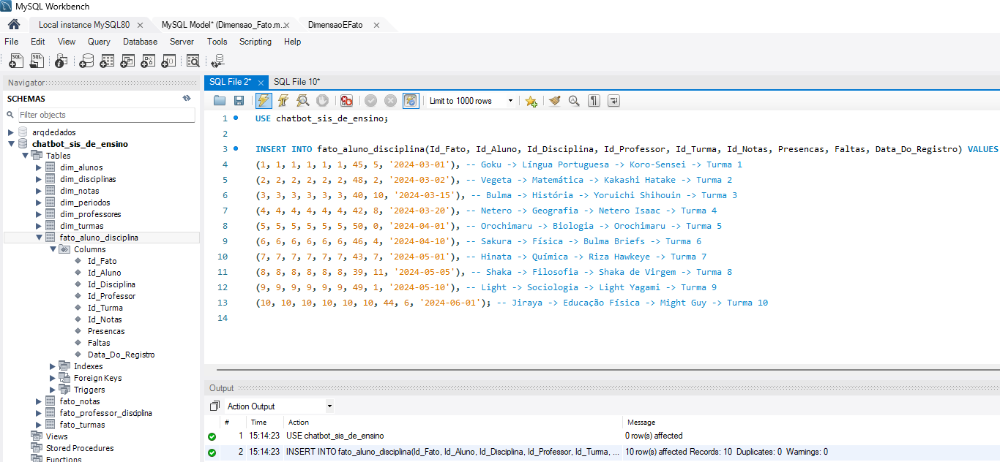 MySQL Workbench
Local instance MySQL80 × MySQL Model* (Dimensao_Fato.m.× DimensaoEFato ×
File Edit View Query Database Server Tools Scripting Help
Navigator
SCHEMAS
Filter objects
arqdedados
chatbot_sis_de_ensino
Tables
dim_alunos
dim_disciplinas
dim_notas
dim_periodos
dim_professores
dim_turmas
fato_aluno_disciplina
Columns
Id_Fato
Id_Aluno
Id_Disciplina
Id_Professor
Id_Turma
Id_Notas
Presencas
Faltas
Data_Do_Registro
Indexes
Foreign Keys
Triggers
fato_notas
fato_professor_disciplina
fato_turmas
Views
Stored Procedures
Functions
SQL File 2* × SQL File 10*
Limit to 1000 rows
1 USE chatbot_sis_de_ensino;
2
3 INSERT INTO fato_aluno_disciplina(Id_Fato, Id_Aluno, Id_Disciplina, Id_Professor, Id_Turma, Id_Notas, Presencas, Faltas, Data_Do_Registro) VALUES
4 (1, 1, 1, 1, 1, 1, 45, 5, '2024-03-01'), -- Goku -> Língua Portuguesa -> Koro-Sensei -> Turma 1
5 (2, 2, 2, 2, 2, 2, 48, 2, '2024-03-02'), -- Vegeta -> Matemática -> Kakashi Hatake -> Turma 2
6 (3, 3, 3, 3, 3, 3, 40, 10, '2024-03-15'), -- Bulma -> História -> Yoruichi Shihouin -> Turma 3
7 (4, 4, 4, 4, 4, 4, 42, 8, '2024-03-20'), -- Netero -> Geografia -> Netero Isaac -> Turma 4
8 (5, 5, 5, 5, 5, 5, 50, 0, '2024-04-01'), -- Orochimaru -> Biologia -> Orochimaru -> Turma 5
9 (6, 6, 6, 6, 6, 6, 46, 4, '2024-04-10'), -- Sakura -> Física -> Bulma Briefs -> Turma 6
10 (7, 7, 7, 7, 7, 7, 43, 7, '2024-05-01'), -- Hinata -> Química -> Riza Hawkeye -> Turma 7
11 (8, 8, 8, 8, 8, 8, 39, 11, '2024-05-05'), -- Shaka -> Filosofia -> Shaka de Virgem -> Turma 8
12 (9, 9, 9, 9, 9, 9, 49, 1, '2024-05-10'), -- Light -> Sociologia -> Light Yagami -> Turma 9
13 (10, 10, 10, 10, 10, 10, 44, 6, '2024-06-01'); -- Jiraya -> Educação Física -> Might Guy -> Turma 10
14
Output
Action Output
# Time Action Message
1 15:14:23 USE chatbot_sis_de_ensino 0 row(s) affected
2 15:14:23 INSERT INTO fato_aluno_disciplina(Id_Fato, Id_Aluno, Id_Disciplina, Id_Professor, Id_Turma, ... 10 row(s) affected Records: 10 Duplicates: 0 Warnings: 0